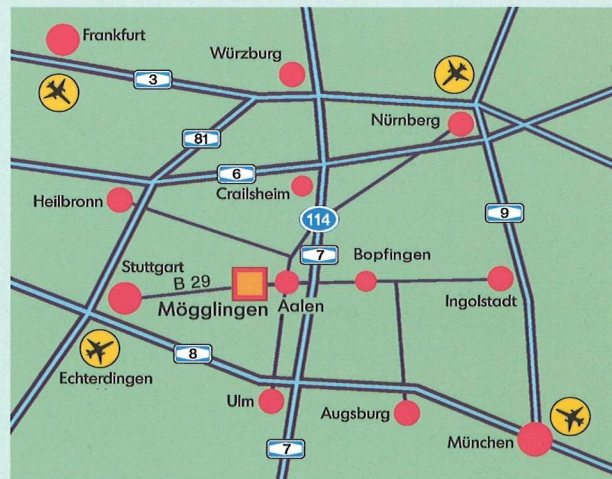 Frankfurt
Würzburg
3
Nürnberg
81
6
Crailsheim
Heilbronn
9
114
7
Bopfingen
Stuttgart
B 29
Mögglingen
Aalen
Ingolstadt
8
Echterdingen
Ulm
Augsburg
München
7